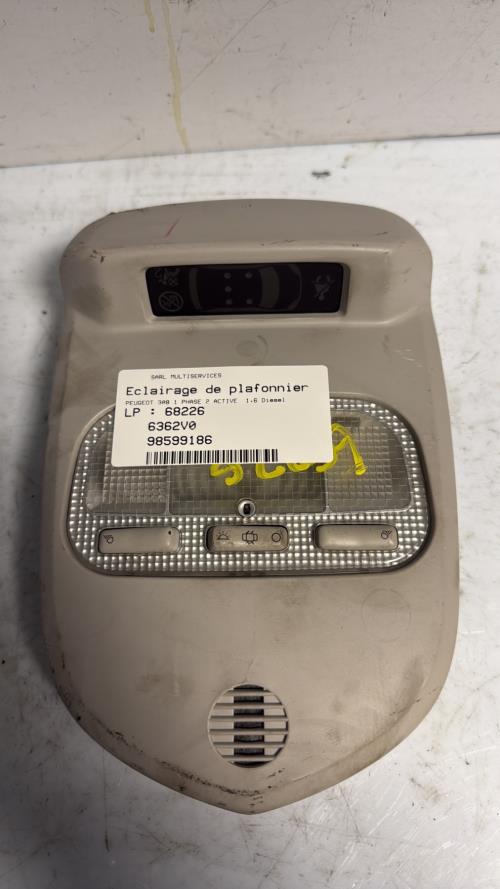 SARL MULTISERVICES
Eclairage de plafonnier
PEUGEOT 308 1 PHASE 2 ACTIVE 1.6 Diesel
LP : 68226
6362V0
98599186